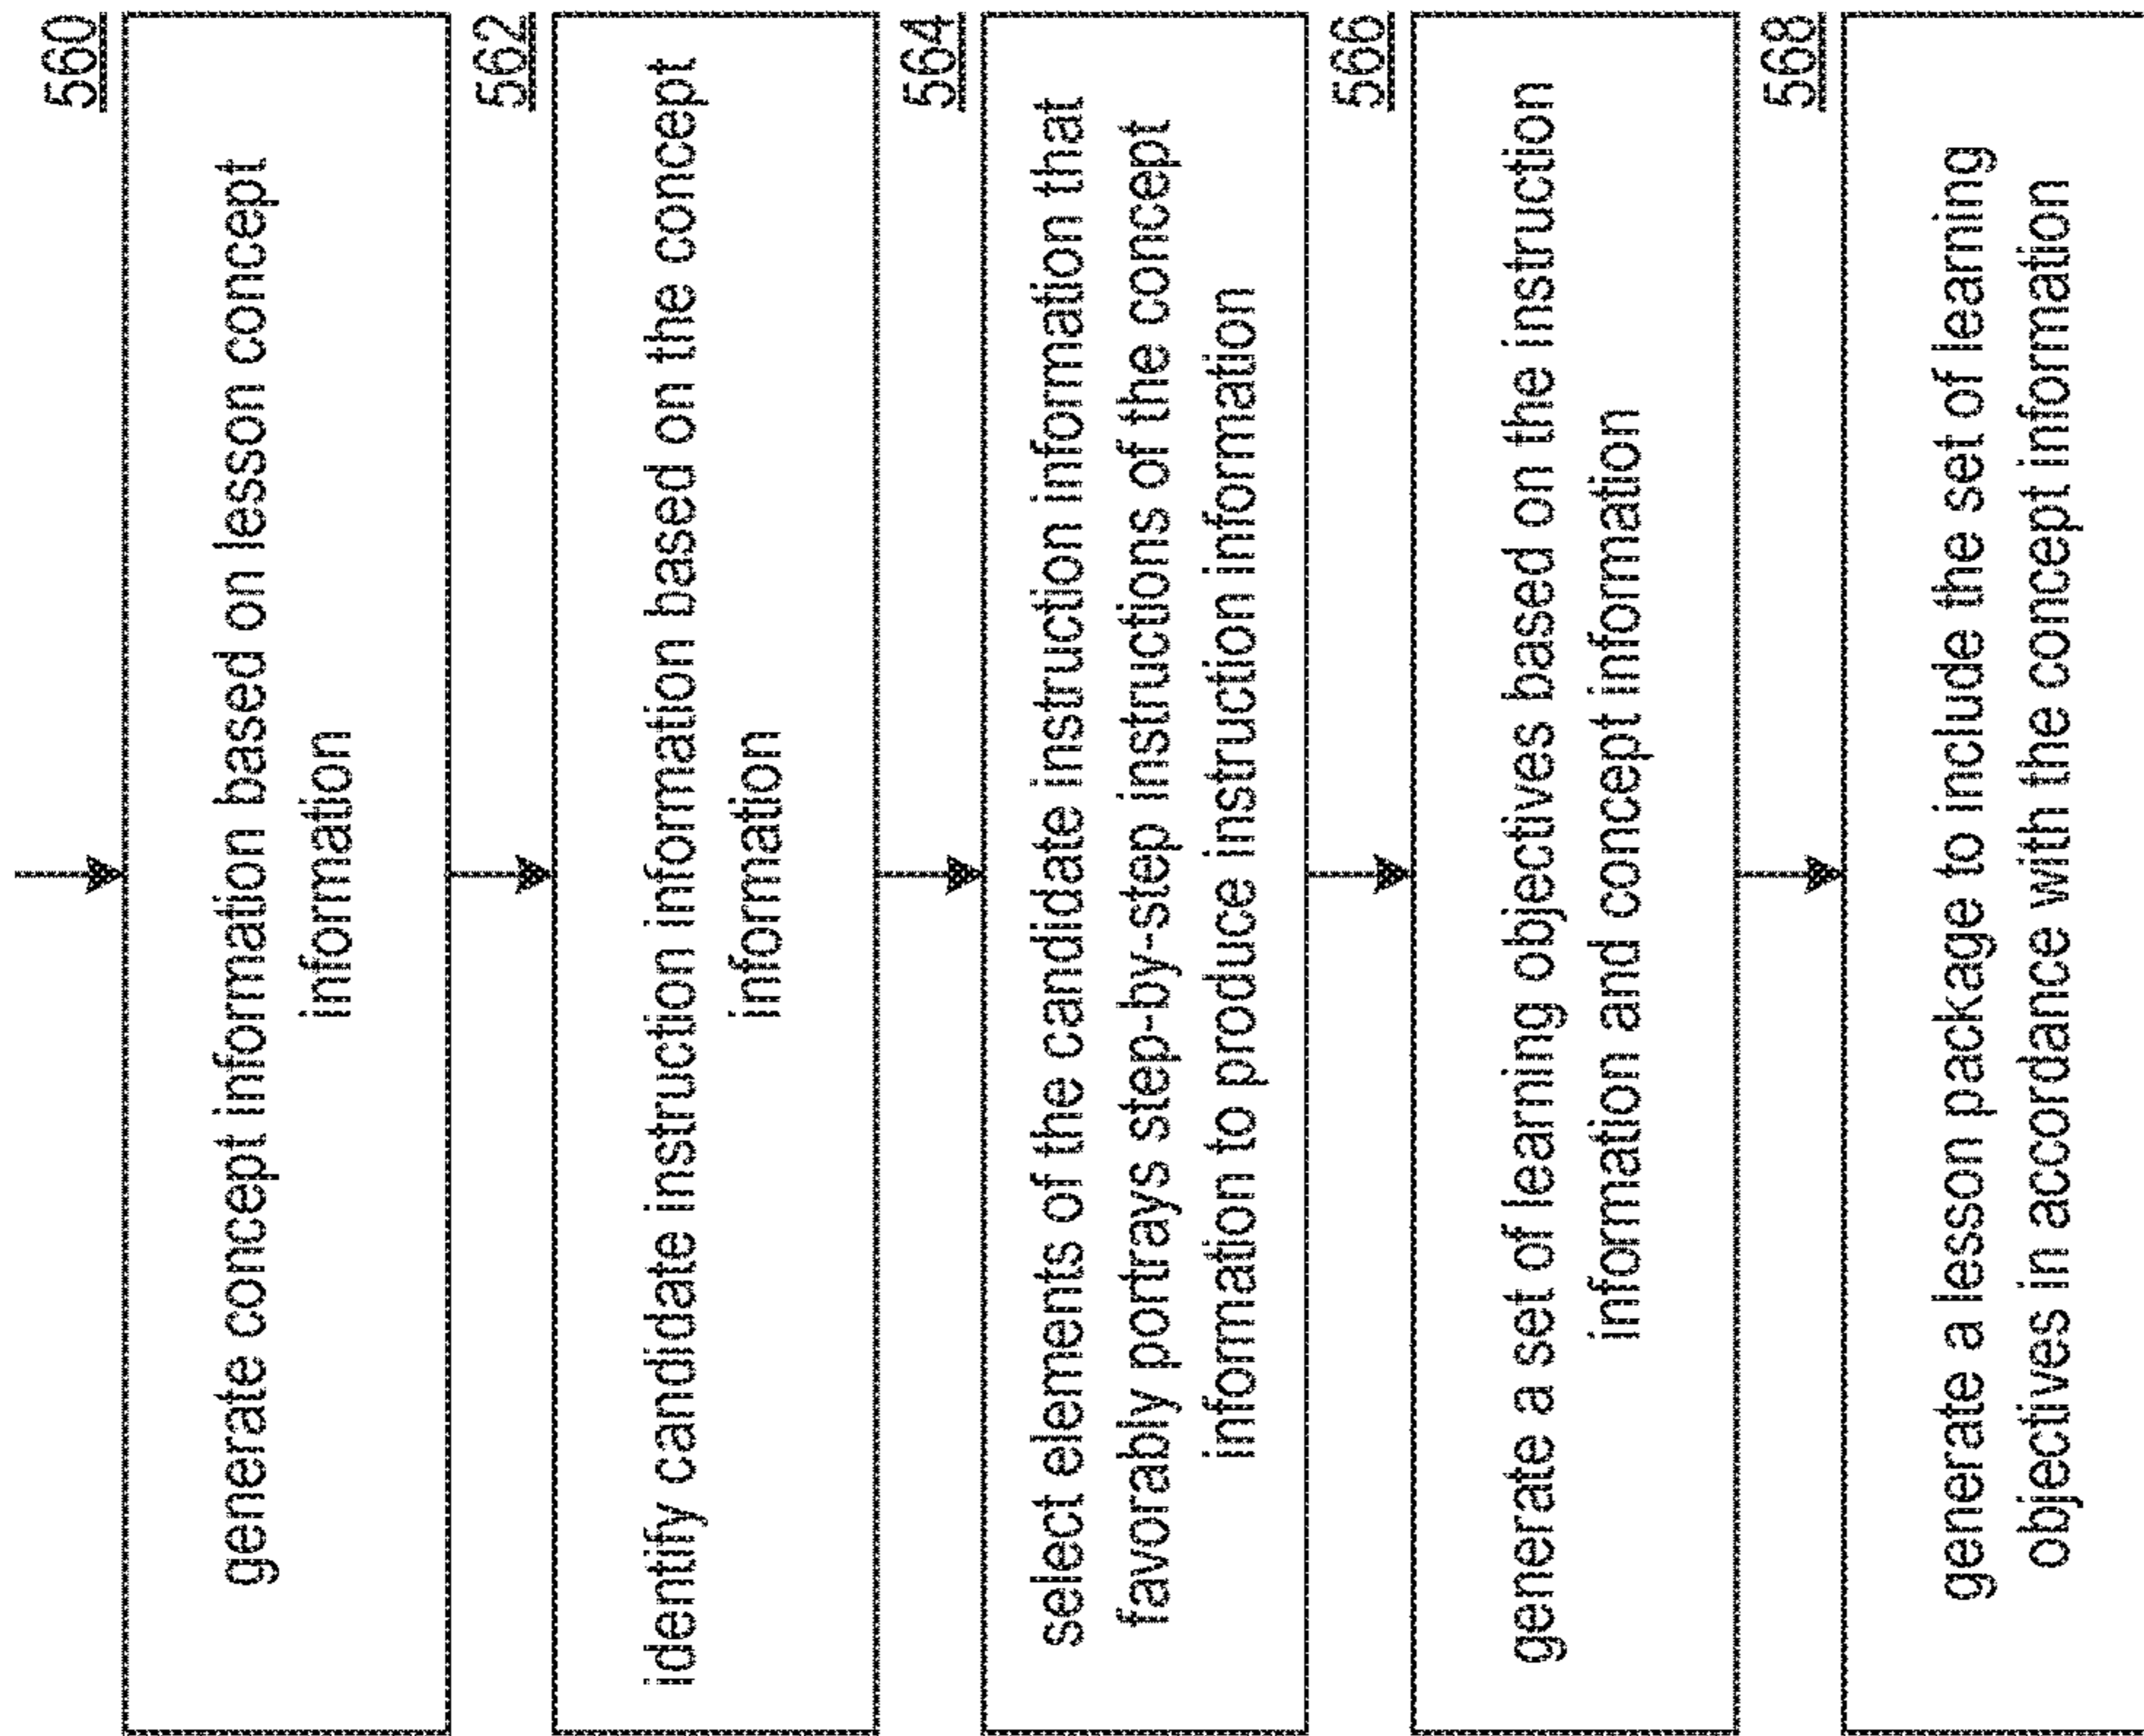 560
generate concept information based on lesson concept
information
562
identify candidate instruction information based on the concept
information
564
select elements of the candidate instruction information that
favorably portrays step-by-step instructions of the concept
information to produce instruction information
566
generate a set of learning objectives based on the instruction
information and concept information
568
generate a lesson package to include the set of learning
objectives in accordance with the concept information